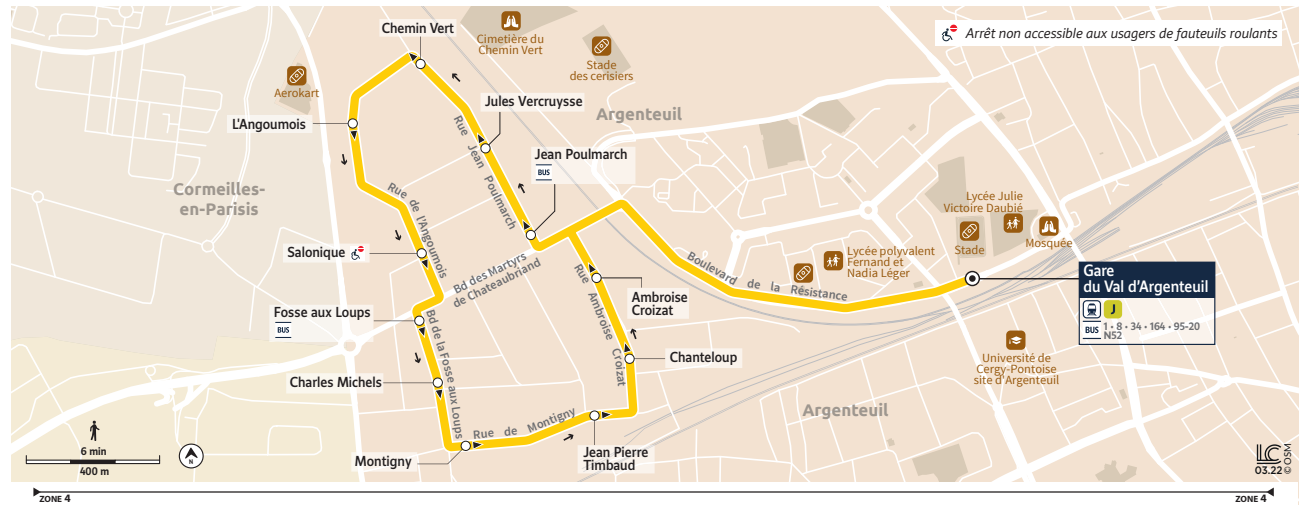 Chemin Vert
Cimetière du
Chemin Vert
Stade
des cerisiers
Arrêt non accessible aux usagers de fauteuils roulants
Aerokart
L'Angoumois
Jules Vercruysse
Argenteuil
Rue Jean Poulmarch
Jean Poulmarch
BUS
Cormeilles-
en-Parisis
Rue de l'Angoumois
Salonique
Bd des Martyrs
de Chateaubriand
Lycée Julie
Victoire Daubié
Stade
Mosquée
Lycée polyvalent
Fernand et
Nadia Léger
Boulevard de la Résistance
Gare
du Val d'Argenteuil
J
BUS
1 • 8 • 34 • 164 • 95-20
N52
Ambroise
Croizat
Rue Ambroise Croizat
Fosse aux Loups
BUS
Bd de la Fosse aux Loups
Chanteloup
Charles Michels
Université de
Cergy-Pontoise
site d'Argenteuil
Rue de Montigny
Argenteuil
Montigny
Jean Pierre
Timbaud
6 min
400 m
N
LC
03.22
© OSM
ZONE 4
ZONE 4